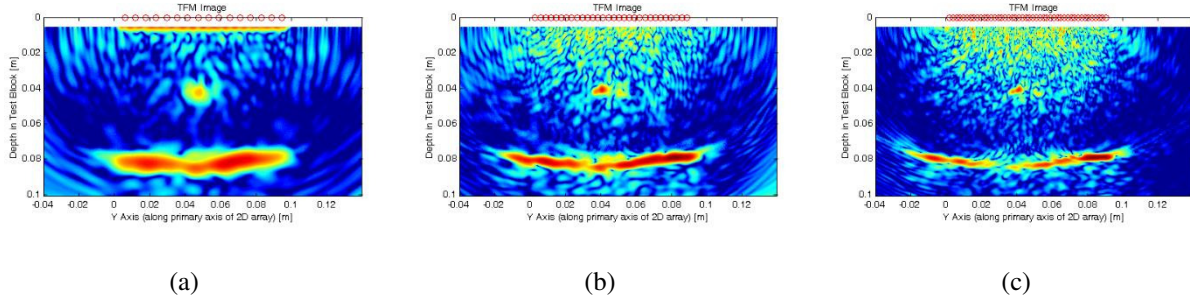 TFM Image
0
0.02
0.04
0.06
0.08
0.1
Depth in Test Block [m]
-0.04 -0.02 0 0.02 0.04 0.06 0.08 0.1 0.12
Y Axis (along primary axis of 2D array) [m]
(a)
TFM Image
0
0.02
0.04
0.06
0.08
0.1
Depth in Test Block [m]
-0.04 -0.02 0 0.02 0.04 0.06 0.08 0.1 0.12
Y Axis (along primary axis of 2D array) [m]
(b)
TFM Image
0
0.02
0.04
0.06
0.08
0.1
Depth in Test Block [m]
-0.04 -0.02 0 0.02 0.04 0.06 0.08 0.1 0.12
Y Axis (along primary axis of 2D array) [m]
(c)